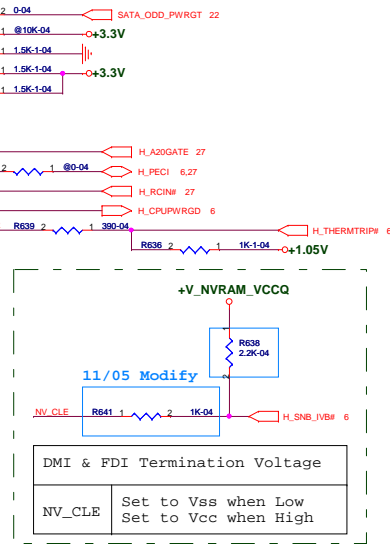 2 0-04 SATA_ODD_PWRGT 22
1 @10K-04 +3.3V
1 1.5K-1-04
1 1.5K-1-04 +3.3V
1 1.5K-1-04
H_A20GATE 27
2 1 @0-04 H_PECI 6,27
H_RCIN# 27
H_CPUPWRGD 6
R639 2 1 390-04 H_THERMTRIP# 6
R636 2 1 1K-1-04 +1.05V
+V_NVRAM_VCCQ
1
R638
2.2K-04
2
11/05 Modify
NV_CLE R641 1 2 1K-04 H_SNB_IVB# 6
DMI & FDI Termination Voltage
NV_CLE
Set to Vss when Low
Set to Vcc when High